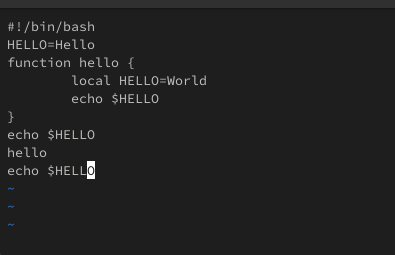 #!/bin/bash
HELLO=Hello
function hello {
        local HELLO=World
        echo $HELLO
}
echo $HELLO
hello
echo $HELLO
~
~
~